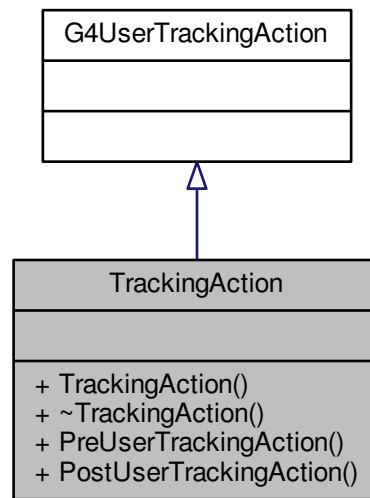 G4UserTrackingAction
TrackingAction
+ TrackingAction()
+ ~TrackingAction()
+ PreUserTrackingAction()
+ PostUserTrackingAction()